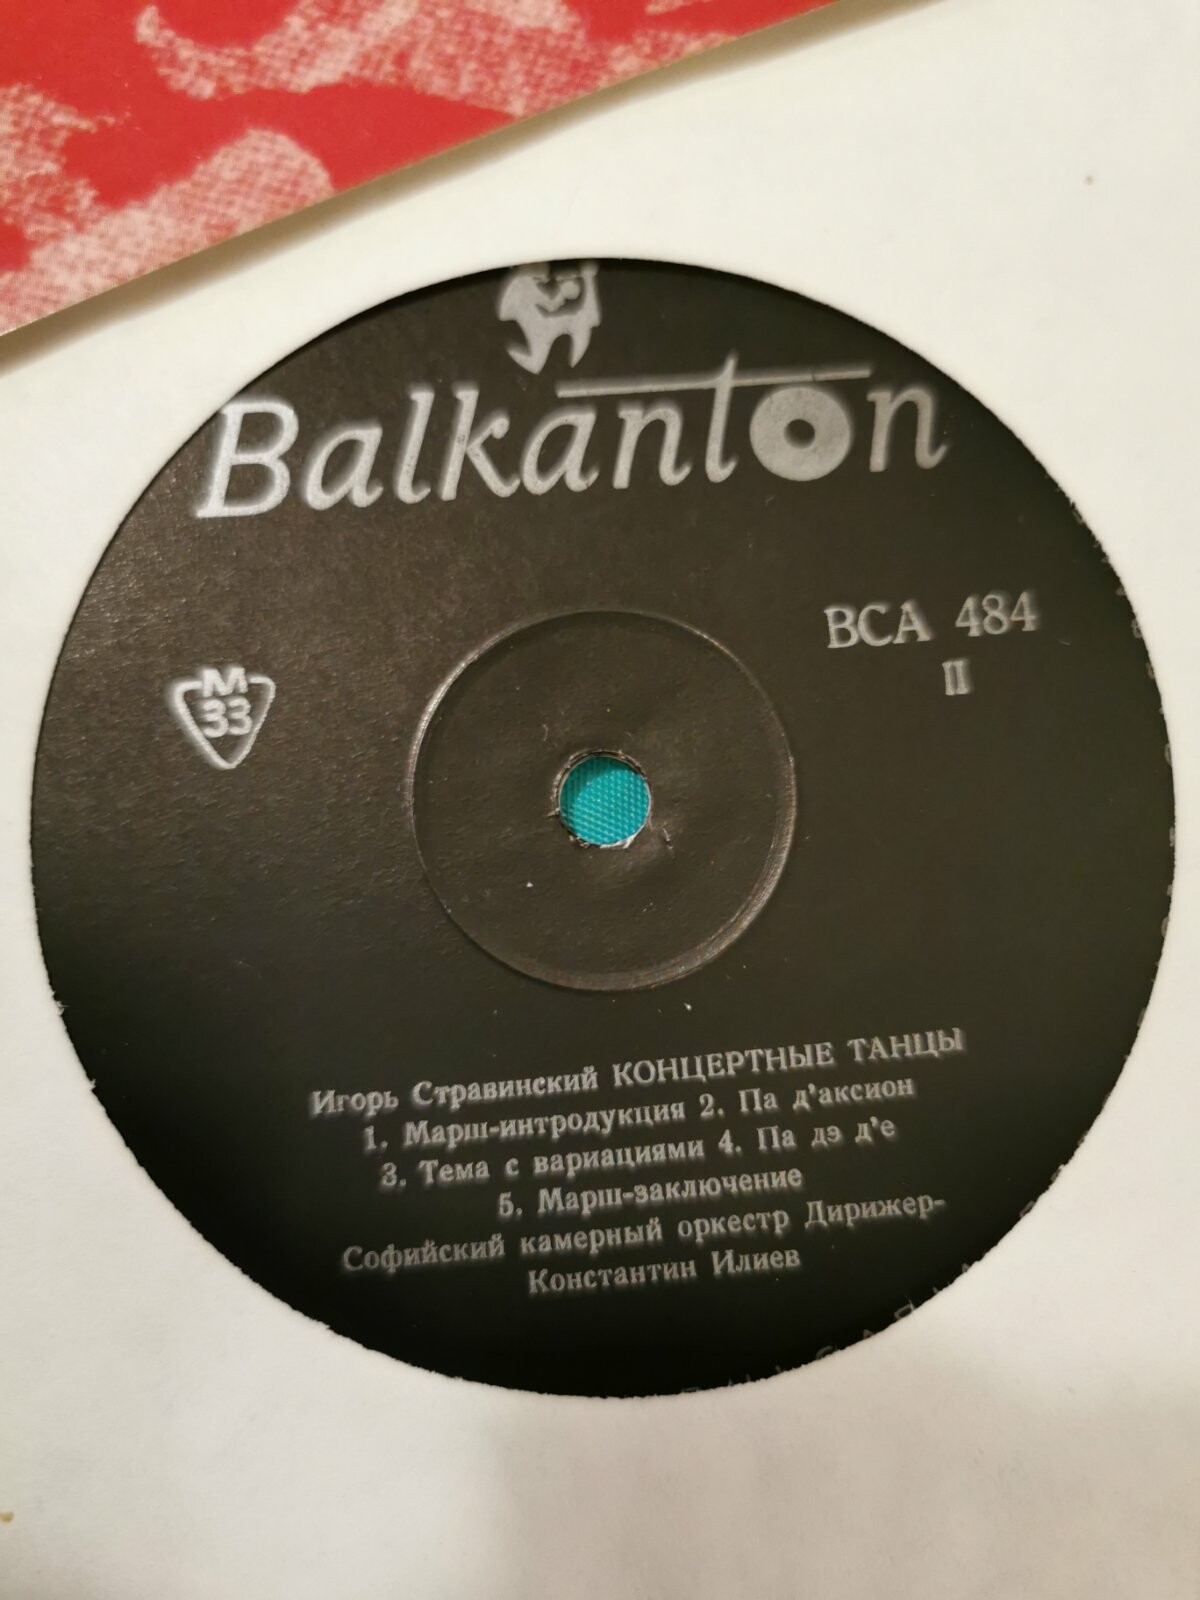 Balkanton
BCA 484
II
M
33
Игорь Стравинский КОНЦЕРТНЫЕ ТАНЦЫ
1. Марш-интродукция 2. Па д'аксион
3. Тема с вариациями 4. Па дэ д'е
5. Марш-заключение
Софийский камерный оркестр Дирижер-
Константин Илиев